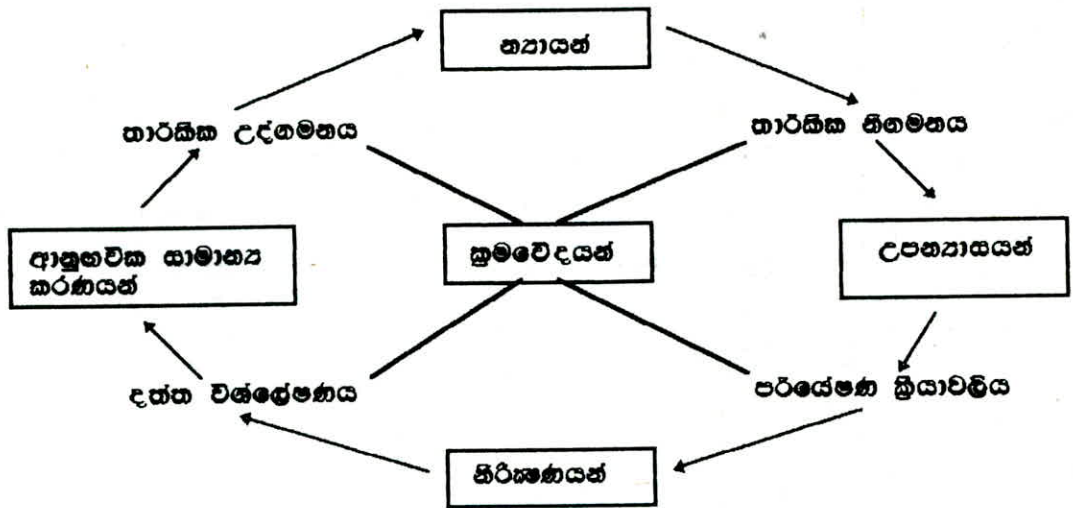 න්‍යායන්
තාර්කික උද්ගමනය
තාර්කික නිගමනය
ආනුභවික සාමාන්‍ය
කරණයන්
ක්‍රමවේදයන්
උපන්‍යාසයන්
දත්ත විශ්ලේෂණය
පර්යේෂණ ක්‍රියාවලිය
නිරීක්ෂණයන්